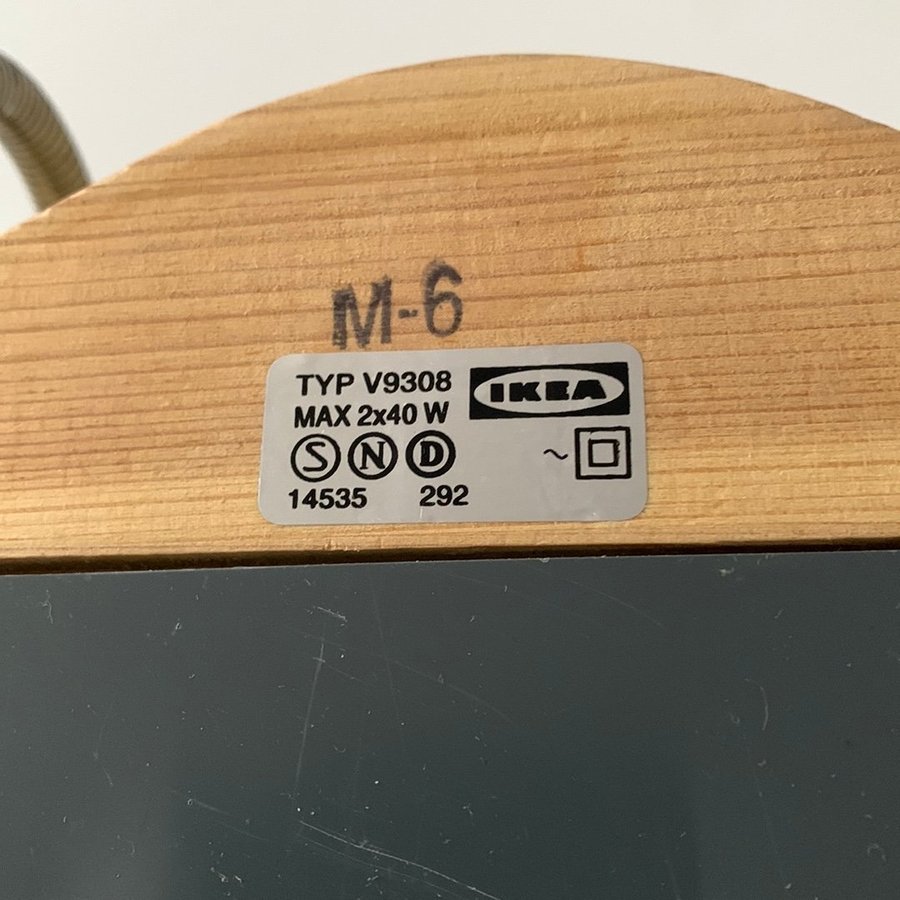 M-6
TYP V9308
IKEA
MAX 2x40 W
S N D ~
14535 292